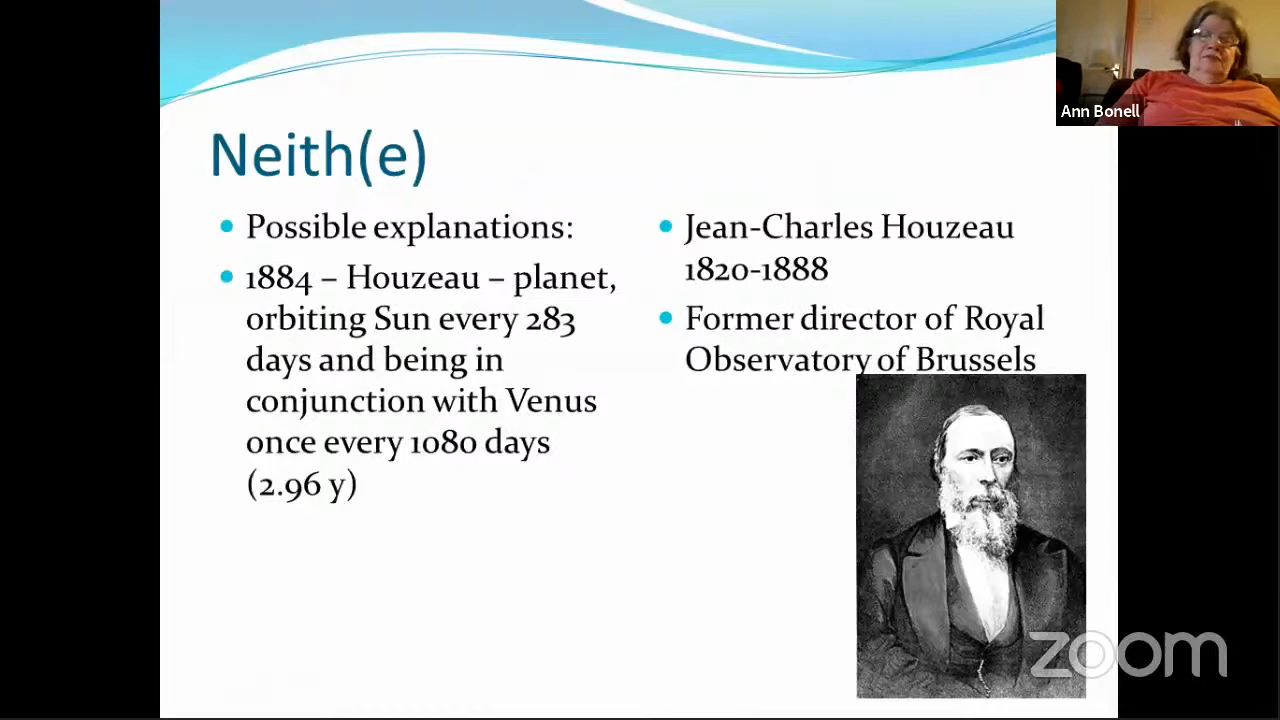 Ann Bonell
Neith(e)
Possible explanations:
1884 – Houzeau – planet,
orbiting Sun every 283
days and being in
conjunction with Venus
once every 1080 days
(2.96 y)
Jean-Charles Houzeau
1820-1888
Former director of Royal
Observatory of Brussels
zoom